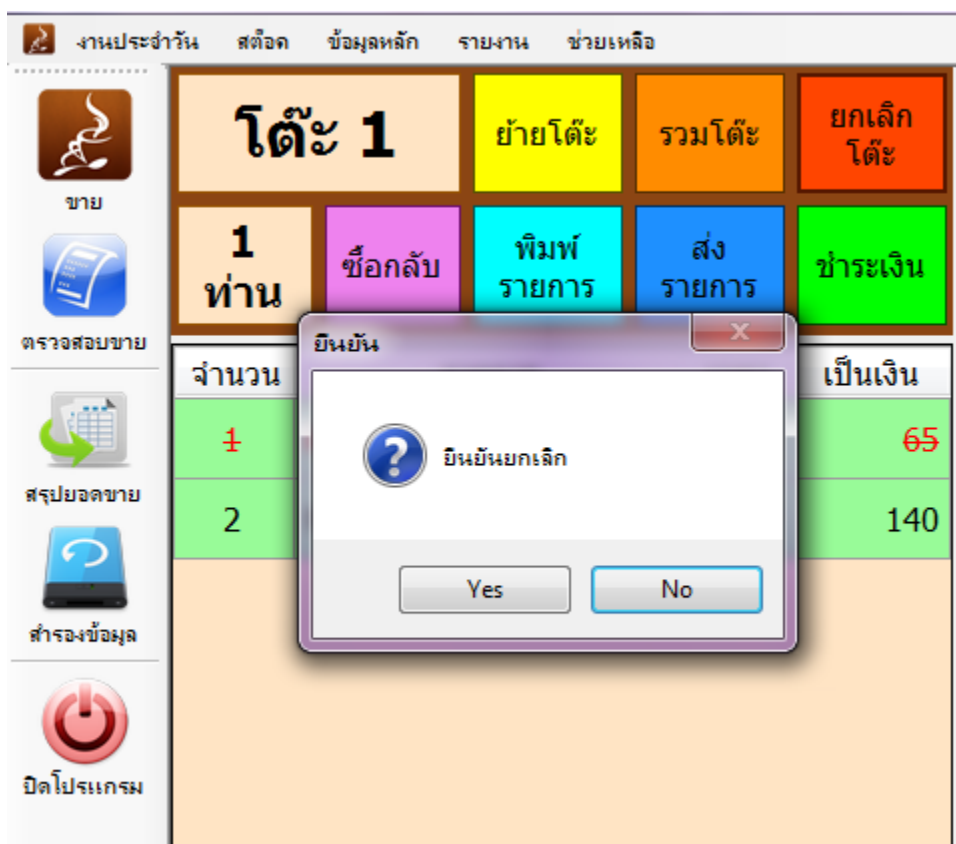 งานประจำวัน สต๊อค ข้อมูลหลัก รายงาน ช่วยเหลือ
ขาย
ตรวจสอบขาย
สรุปยอดขาย
สำรองข้อมูล
ปิดโปรแกรม
โต๊ะ 1
ย้ายโต๊ะ
รวมโต๊ะ
ยกเลิก
โต๊ะ
1
ท่าน
ซื้อกลับ
พิมพ์
รายการ
ส่ง
รายการ
ชำระเงิน
จำนวน เป็นเงิน
1 65
2 140
ยืนยัน
X
ยืนยันยกเลิก
Yes No